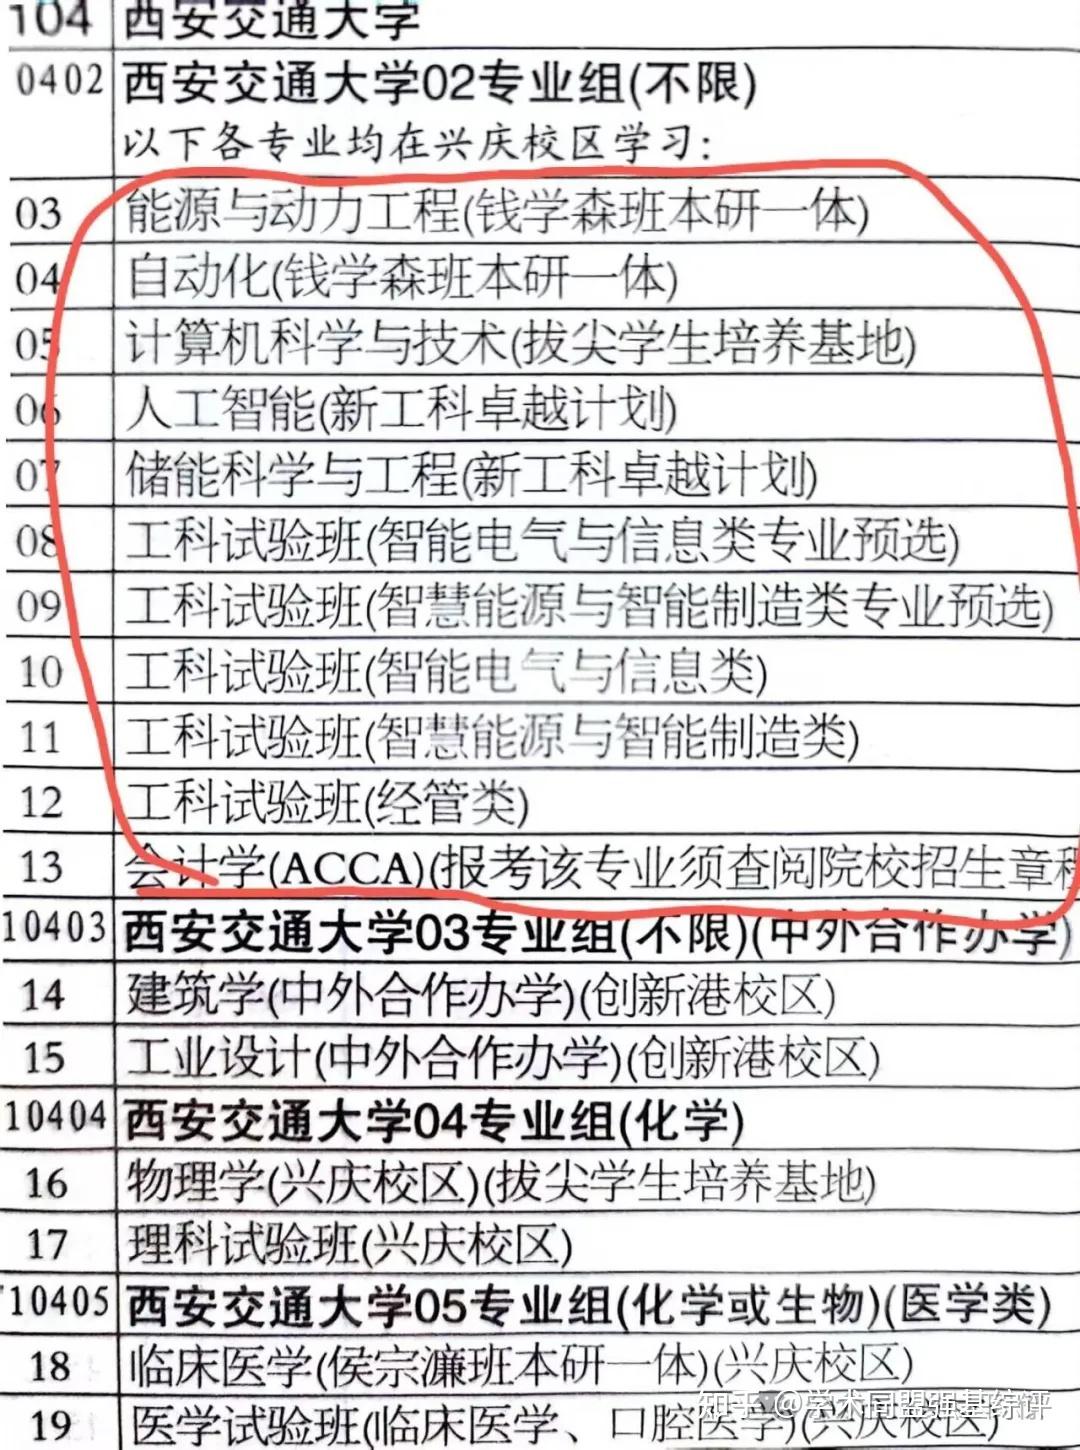 104 西安交通大学
0402 西安交通大学02专业组(不限)
以下各专业均在兴庆校区学习:
03 能源与动力工程(钱学森班本研一体)
04 自动化(钱学森班本研一体)
05 计算机科学与技术(拔尖学生培养基地)
06 人工智能(新工科卓越计划)
07 储能科学与工程(新工科卓越计划)
08 工科试验班(智能电气与信息类专业预选)
09 工科试验班(智慧能源与智能制造类专业预选)
10 工科试验班(智能电气与信息类)
11 工科试验班(智慧能源与智能制造类)
12 工科试验班(经管类)
13 会计学(ACCA)(报考该专业须查阅院校招生章程
10403 西安交通大学03专业组(不限)(中外合作办学)
14 建筑学(中外合作办学)(创新港校区)
15 工业设计(中外合作办学)(创新港校区)
10404 西安交通大学04专业组(化学)
16 物理学(兴庆校区)(拔尖学生培养基地)
17 理科试验班(兴庆校区)
10405 西安交通大学05专业组(化学或生物)(医学类)
18 临床医学(侯宗濂班本研一体)(兴庆校区)
19 医学试验班(临床医学、口腔医学)(兴庆校区)
知乎 @学术同盟强基综评